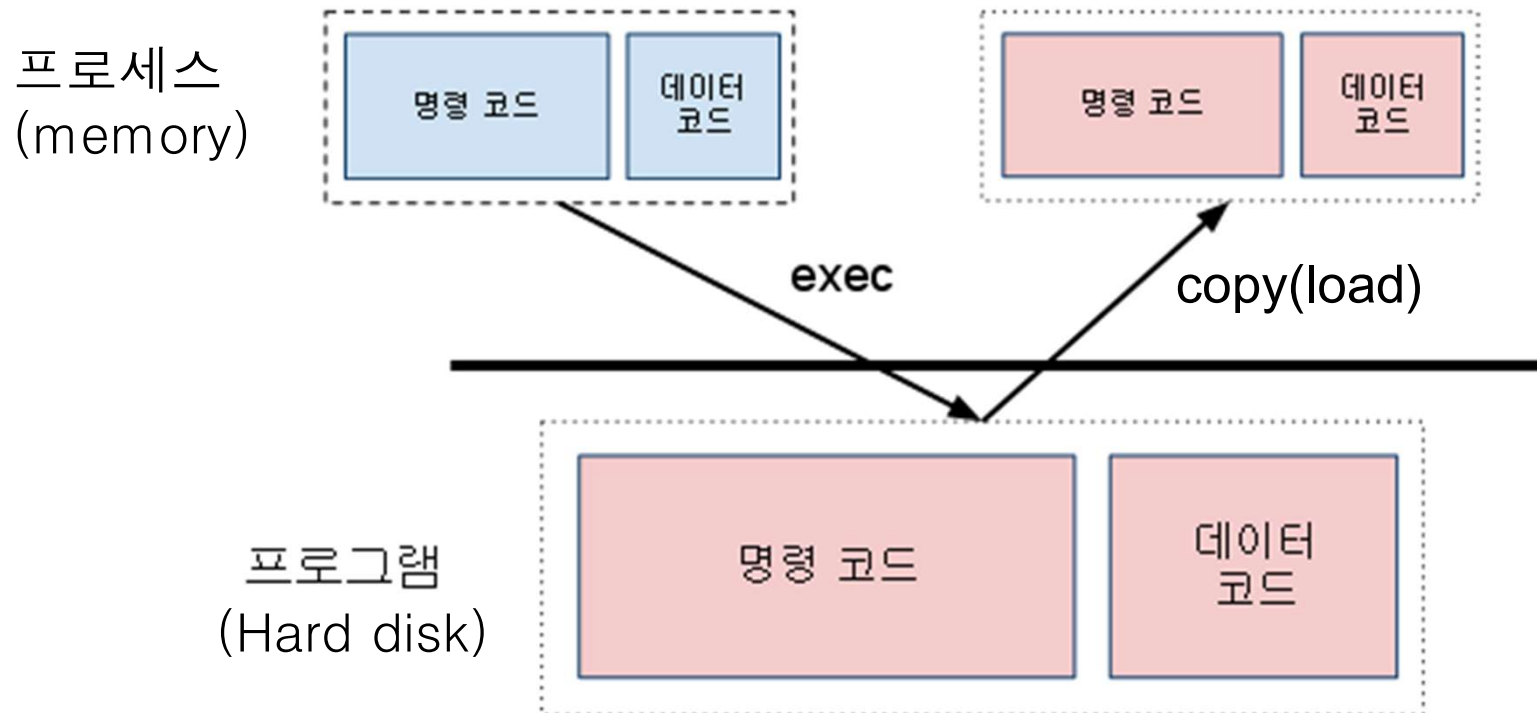 프로세스
(memory)
명령 코드
데이터
코드
명령 코드
데이터
코드
exec
copy(load)
프로그램
(Hard disk)
명령 코드
데이터
코드